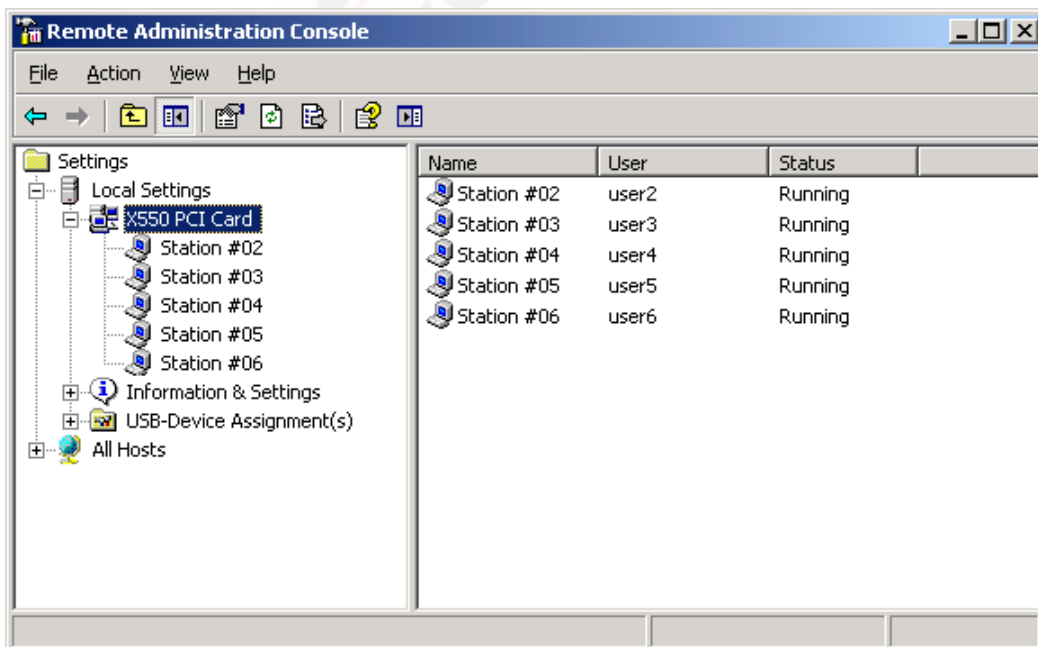 Remote Administration Console
File Action View Help
Settings
Local Settings
X550 PCI Card
Station #02
Station #03
Station #04
Station #05
Station #06
Information & Settings
USB-Device Assignment(s)
All Hosts
Name User Status
Station #02 user2 Running
Station #03 user3 Running
Station #04 user4 Running
Station #05 user5 Running
Station #06 user6 Running